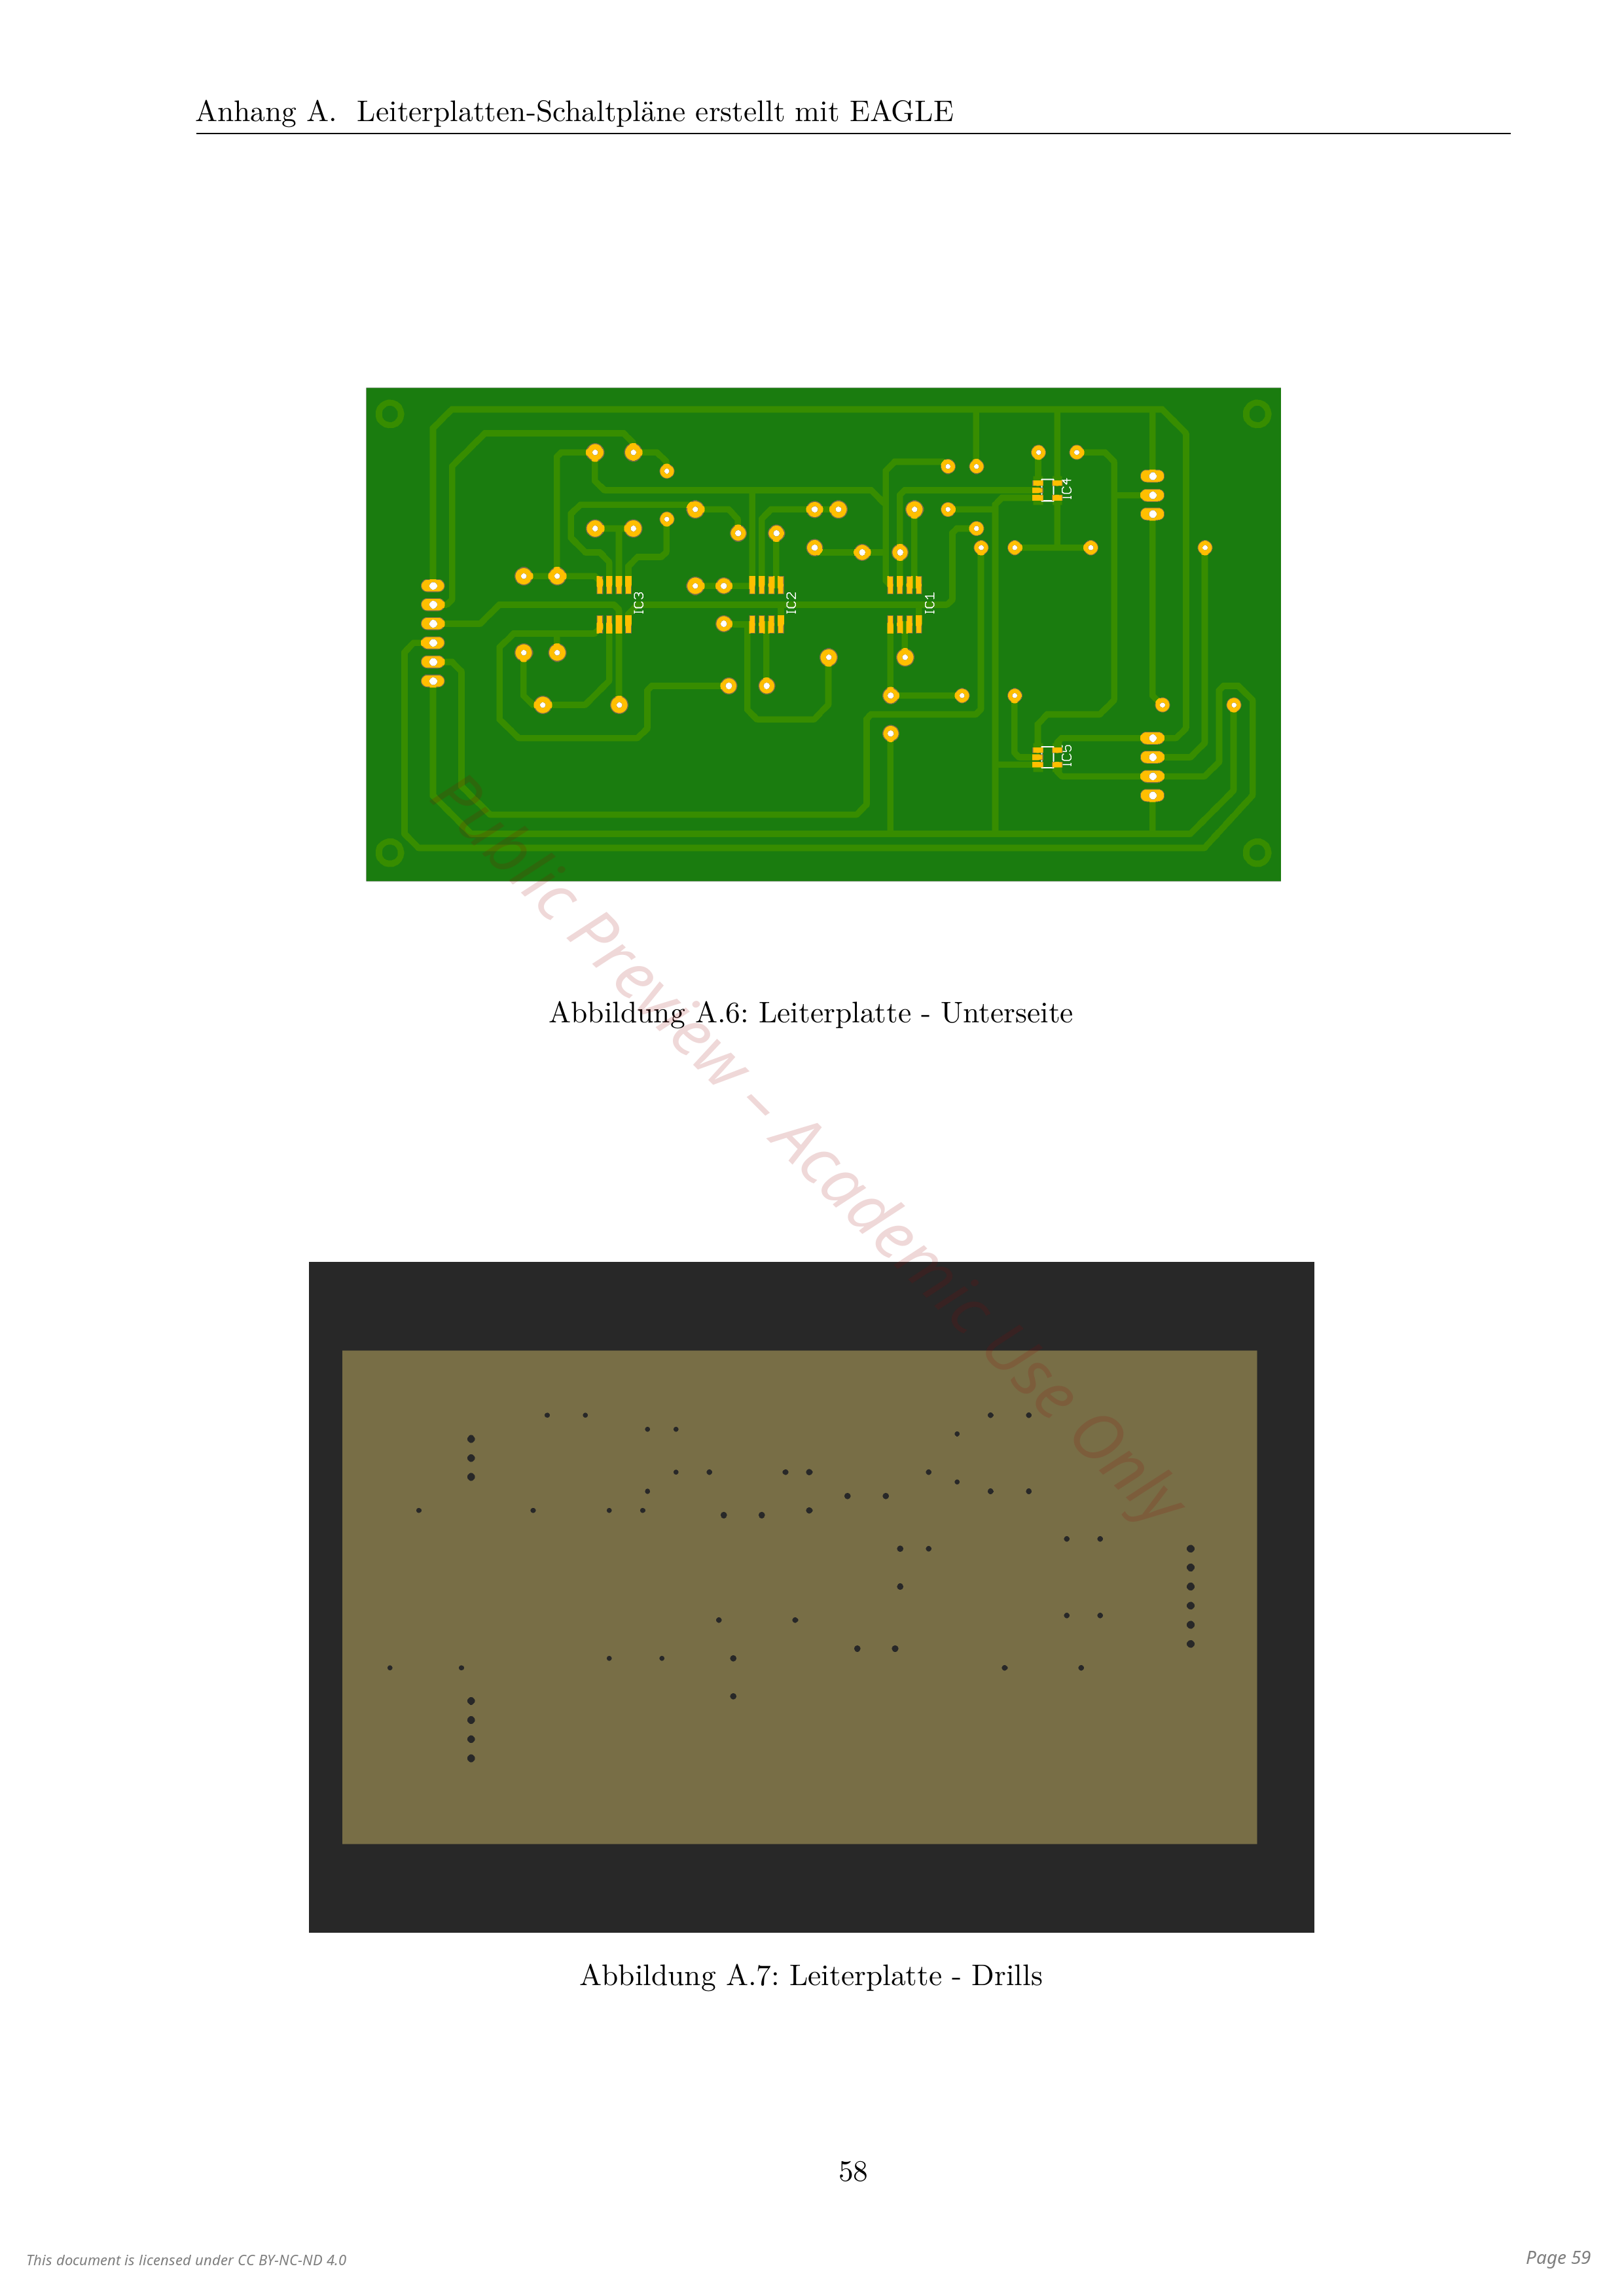 Anhang A. Leiterplatten-Schaltpläne erstellt mit EAGLE
IC4
IC3
IC2
IC1
IC5
Abbildung A.6: Leiterplatte - Unterseite
Public Preview – Academic Use Only
Abbildung A.7: Leiterplatte - Drills
58
This document is licensed under CC BY-NC-ND 4.0
Page 59